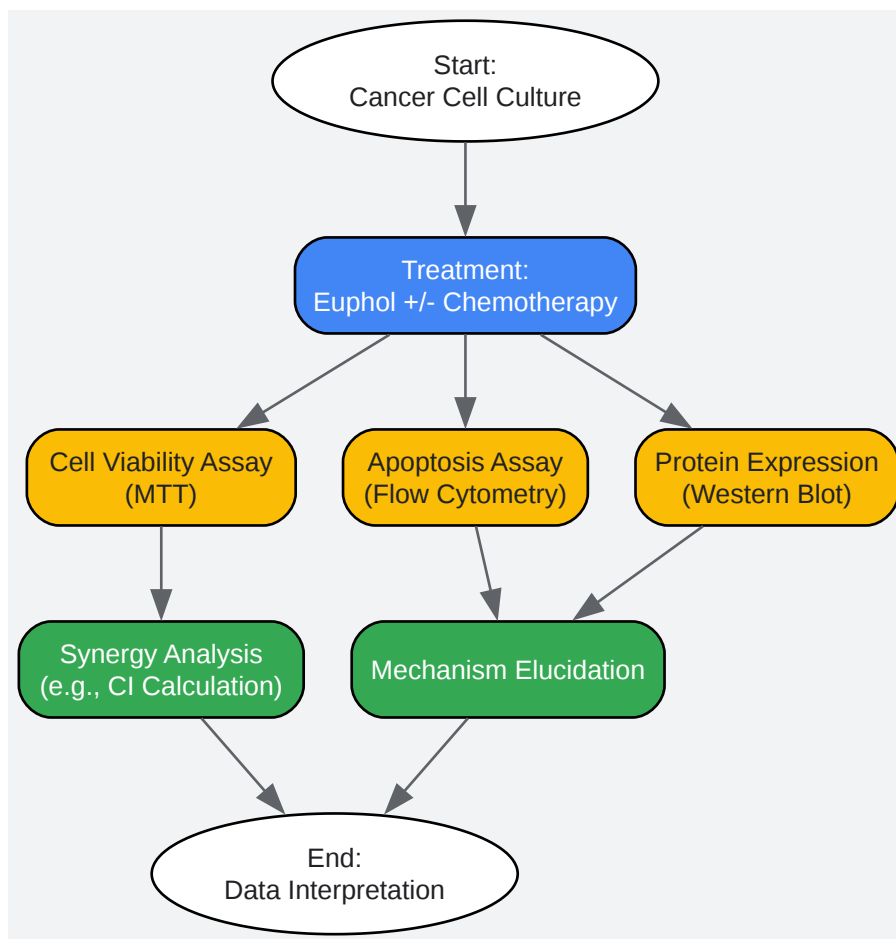 Start:
Cancer Cell Culture
Treatment:
Euphol +/- Chemotherapy
Cell Viability Assay
(MTT)
Apoptosis Assay
(Flow Cytometry)
Protein Expression
(Western Blot)
Synergy Analysis
(e.g., CI Calculation)
Mechanism Elucidation
End:
Data Interpretation